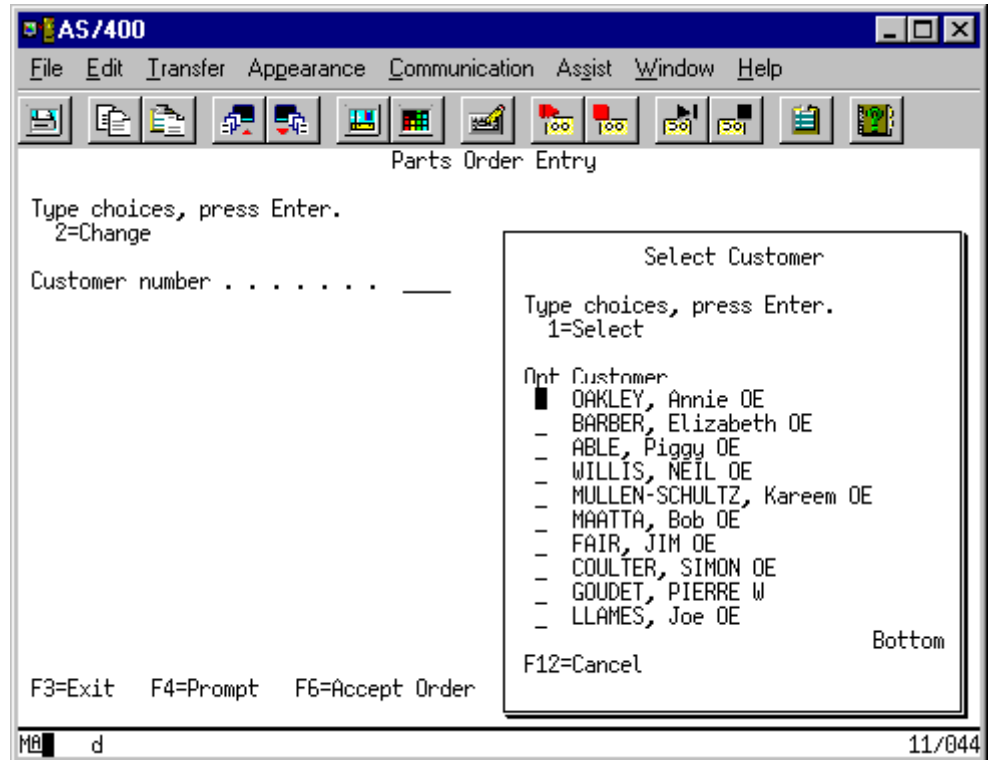 AS/400
File Edit Transfer Appearance Communication Assist Window Help
Parts Order Entry
Type choices, press Enter.
2=Change
Customer number . . . . . . . ____
Select Customer
Type choices, press Enter.
1=Select
Opt Customer
OAKLEY, Annie OE
_ BARBER, Elizabeth OE
_ ABLE, Piggy OE
_ WILLIS, NEIL OE
_ MULLEN-SCHULTZ, Kareem OE
_ MAATTA, Bob OE
_ FAIR, JIM OE
_ COULTER, SIMON OE
_ GOUDET, PIERRE W
_ LLAMES, Joe OE
Bottom
F12=Cancel
F3=Exit F4=Prompt F6=Accept Order
MA d 11/044